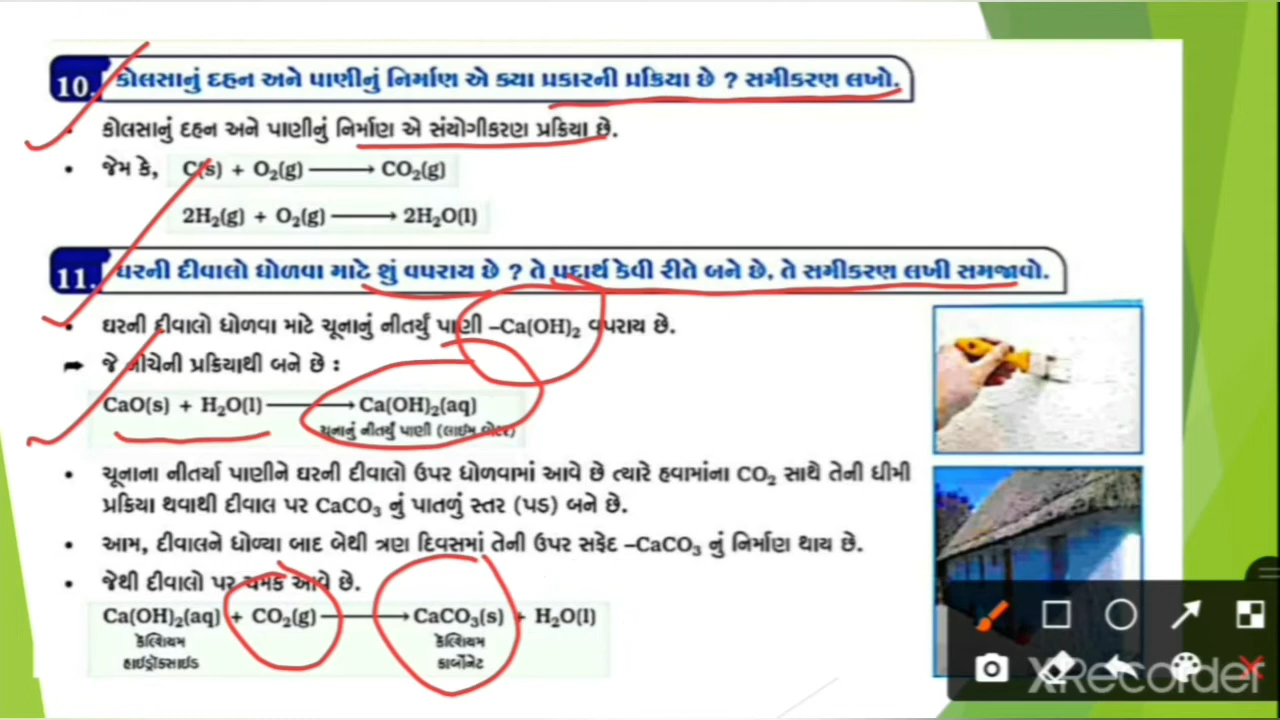 10. કોલસાનું દહન અને પાણીનું નિર્માણ એ ક્યા પ્રકારની પ્રક્રિયા છે ? સમીકરણ લખો.
• કોલસાનું દહન અને પાણીનું નિર્માણ એ સંયોગીકરણ પ્રક્રિયા છે.
• જેમ કે, C(s) + O₂(g) ⟶ CO₂(g)
2H₂(g) + O₂(g) ⟶ 2H₂O(l)
11. ઘરની દીવાલો ધોળવા માટે શું વપરાય છે ? તે પદાર્થ કેવી રીતે બને છે, તે સમીકરણ લખી સમજાવો.
• ઘરની દીવાલો ધોળવા માટે ચૂનાનું નીતર્યું પાણી –Ca(OH)₂ વપરાય છે.
➡ જે નીચેની પ્રક્રિયાથી બને છે :
CaO(s) + H₂O(l) ⟶ Ca(OH)₂(aq)
ચૂનાનું નીતર્યું પાણી (લાઈમ વોટર)
• ચૂનાના નીતર્યા પાણીને ઘરની દીવાલો ઉપર ધોળવામાં આવે છે ત્યારે હવામાંના CO₂ સાથે તેની ધીમી
પ્રક્રિયા થવાથી દીવાલ પર CaCO₃ નું પાતળું સ્તર (પડ) બને છે.
• આમ, દીવાલને ધોળ્યા બાદ બેથી ત્રણ દિવસમાં તેની ઉપર સફેદ –CaCO₃ નું નિર્માણ થાય છે.
• જેથી દીવાલો પર ચમક આવે છે.
Ca(OH)₂(aq) + CO₂(g) ⟶ CaCO₃(s) + H₂O(l)
કૅલ્શિયમ કૅલ્શિયમ
હાઈડ્રૉક્સાઈડ કાર્બોનેટ
XRecorder